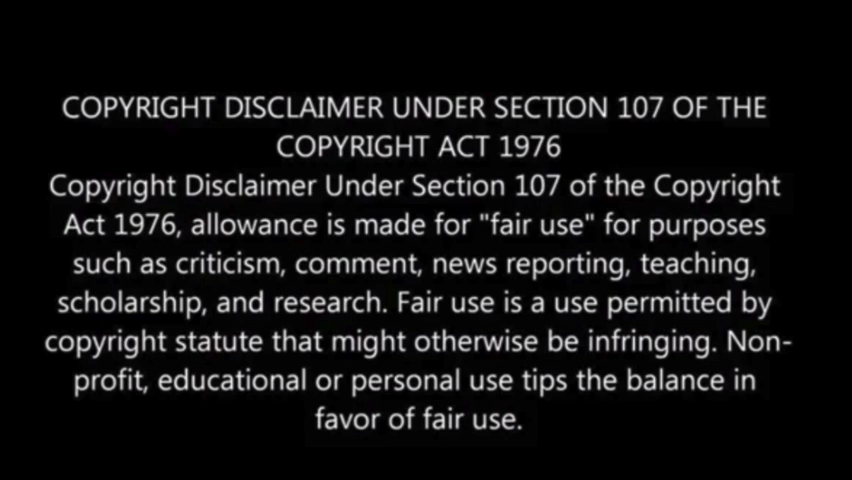 COPYRIGHT DISCLAIMER UNDER SECTION 107 OF THE
COPYRIGHT ACT 1976
Copyright Disclaimer Under Section 107 of the Copyright
Act 1976, allowance is made for "fair use" for purposes
such as criticism, comment, news reporting, teaching,
scholarship, and research. Fair use is a use permitted by
copyright statute that might otherwise be infringing. Non-
profit, educational or personal use tips the balance in
favor of fair use.